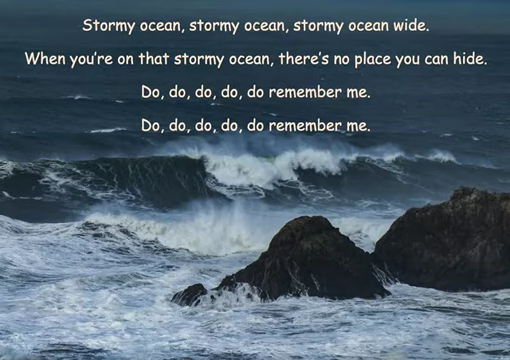 Stormy ocean, stormy ocean, stormy ocean wide.
When you’re on that stormy ocean, there’s no place you can hide.
Do, do, do, do, do remember me.
Do, do, do, do, do remember me.